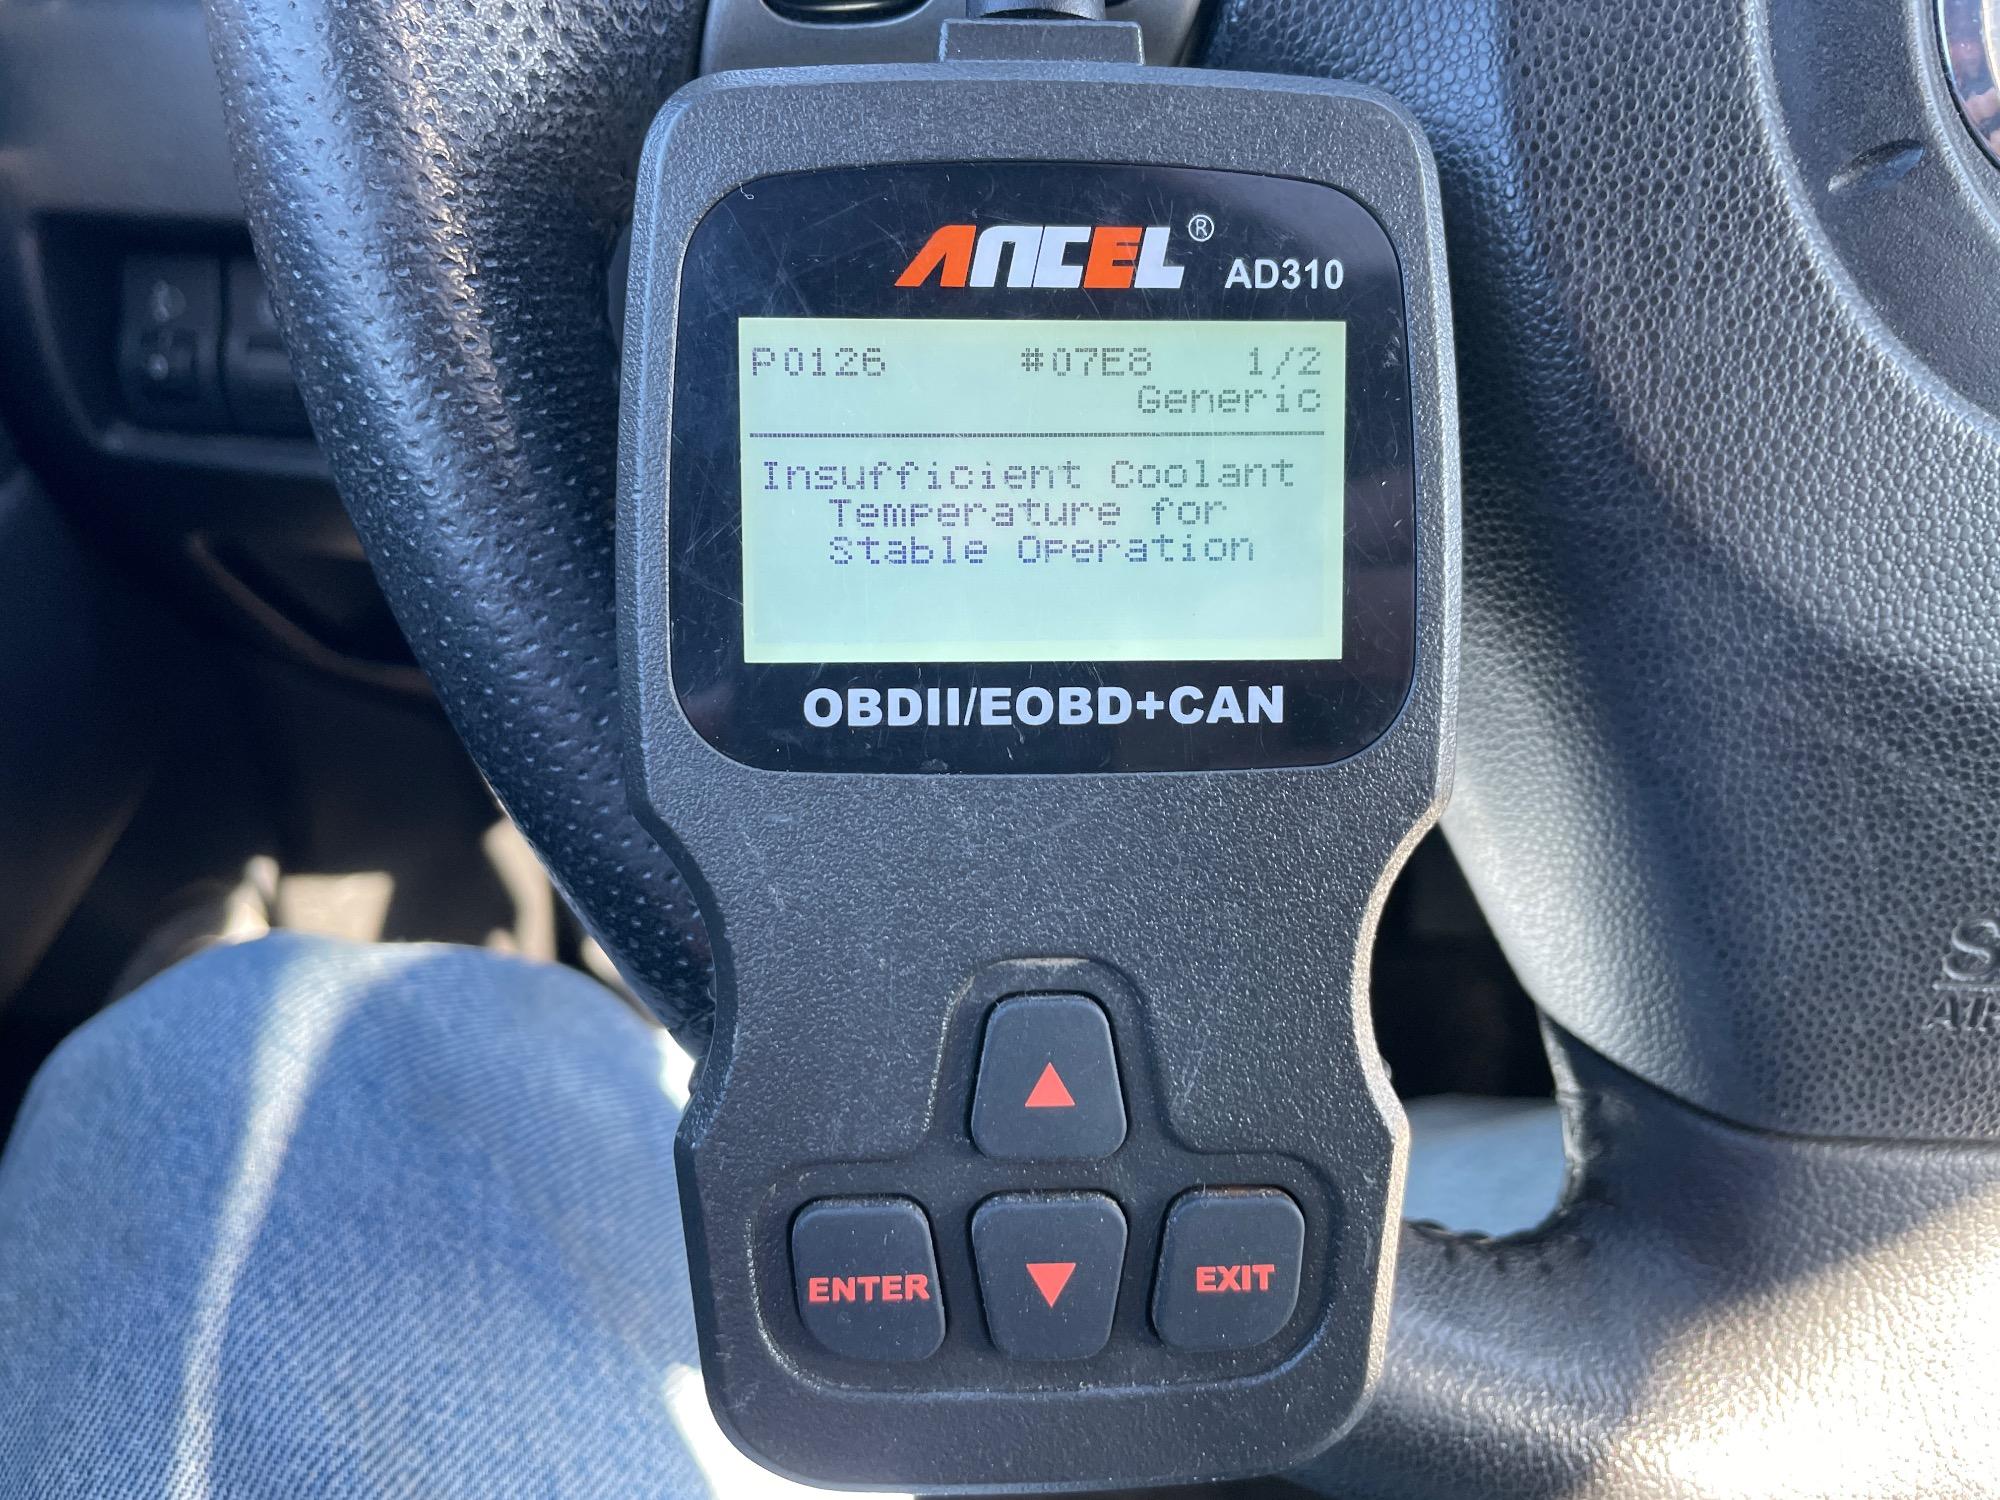 ANCEL® AD310
P0126 #07E8 1/2
Generic
Insufficient Coolant
Temperature for
Stable Operation
OBDII/EOBD+CAN
ENTER
EXIT